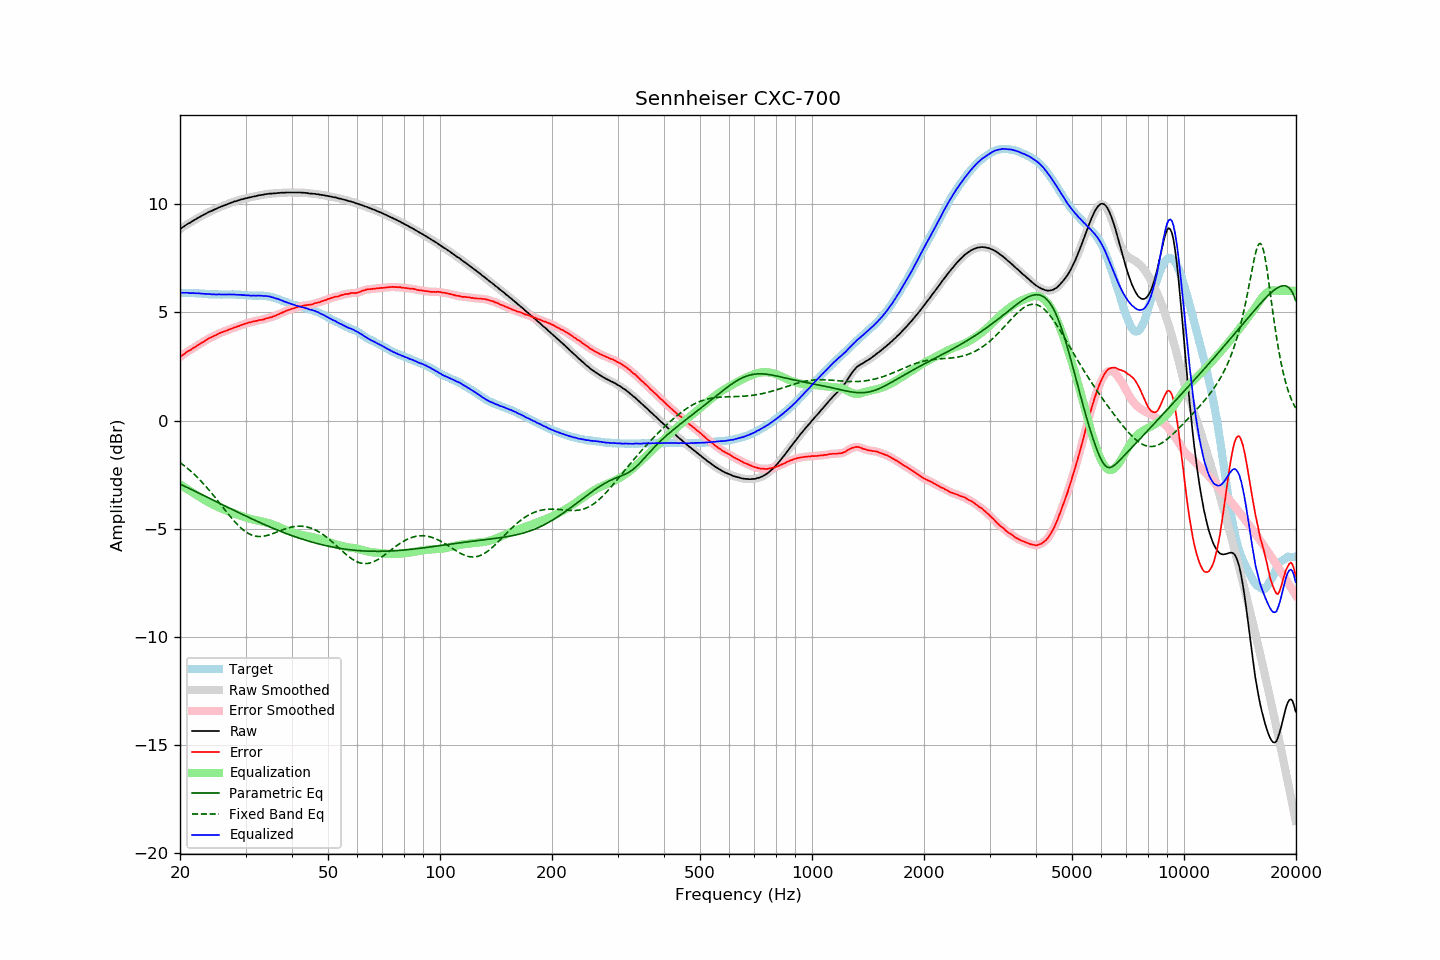 Sennheiser CXC-700
Amplitude (dBr)
10
5
0
−5
−10
−15
−20
Target
Raw Smoothed
Error Smoothed
Raw
Error
Equalization
Parametric Eq
Fixed Band Eq
Equalized
20 50 100 200 500 1000 2000 5000 10000 20000
Frequency (Hz)